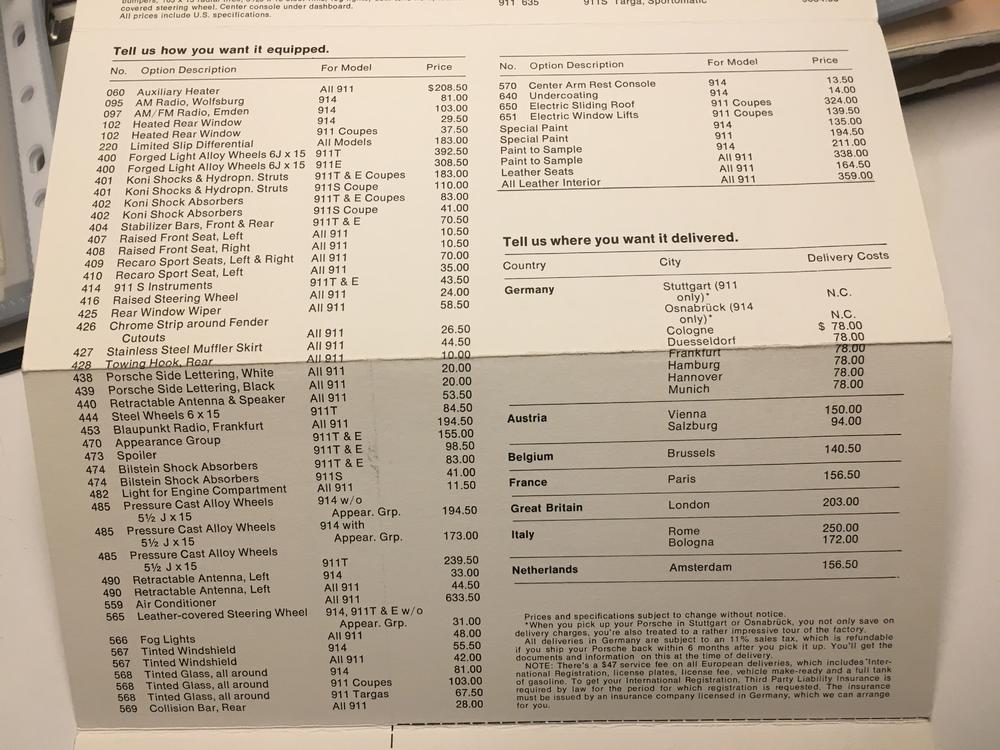 covered steering wheel. Center console under dashboard.
All prices include U.S. specifications.
911 635 911S Targa, Sportomatic
Tell us how you want it equipped.
No. Option Description For Model Price
060 Auxiliary Heater All 911 $208.50
095 AM Radio, Wolfsburg 914 81.00
097 AM/FM Radio, Emden 914 103.00
102 Heated Rear Window 914 29.50
102 Heated Rear Window 911 Coupes 37.50
220 Limited Slip Differential All Models 183.00
400 Forged Light Alloy Wheels 6J x 15 911T 392.50
400 Forged Light Alloy Wheels 6J x 15 911E 308.50
401 Koni Shocks & Hydropn. Struts 911T & E Coupes 183.00
401 Koni Shocks & Hydropn. Struts 911S Coupe 110.00
402 Koni Shock Absorbers 911T & E Coupes 83.00
402 Koni Shock Absorbers 911S Coupe 41.00
404 Stabilizer Bars, Front & Rear 911T & E 70.50
407 Raised Front Seat, Left All 911 10.50
408 Raised Front Seat, Right All 911 10.50
409 Recaro Sport Seats, Left & Right All 911 70.00
410 Recaro Sport Seat, Left All 911 35.00
414 911 S Instruments 911T & E 43.50
416 Raised Steering Wheel All 911 24.00
425 Rear Window Wiper All 911 58.50
426 Chrome Strip around Fender
Cutouts All 911 26.50
427 Stainless Steel Muffler Skirt All 911 44.50
428 Towing Hook, Rear All 911 10.00
438 Porsche Side Lettering, White All 911 20.00
439 Porsche Side Lettering, Black All 911 20.00
440 Retractable Antenna & Speaker All 911 53.50
444 Steel Wheels 6 x 15 911T 84.50
453 Blaupunkt Radio, Frankfurt All 911 194.50
470 Appearance Group 911T & E 155.00
473 Spoiler 911T & E 98.50
474 Bilstein Shock Absorbers 911T & E 83.00
474 Bilstein Shock Absorbers 911S 41.00
482 Light for Engine Compartment All 911 11.50
485 Pressure Cast Alloy Wheels 914 w/o
5½ J x 15 Appear. Grp. 194.50
485 Pressure Cast Alloy Wheels 914 with
5½ J x 15 Appear. Grp. 173.00
485 Pressure Cast Alloy Wheels
5½ J x 15 911T 239.50
490 Retractable Antenna, Left 914 33.00
490 Retractable Antenna, Left All 911 44.50
559 Air Conditioner All 911 633.50
565 Leather-covered Steering Wheel 914, 911T & E w/o
Appear. Grp. 31.00
566 Fog Lights All 911 48.00
567 Tinted Windshield 914 55.50
567 Tinted Windshield All 911 42.00
568 Tinted Glass, all around 914 81.00
568 Tinted Glass, all around 911 Coupes 103.00
568 Tinted Glass, all around 911 Targas 67.50
569 Collision Bar, Rear All 911 28.00
No. Option Description For Model Price
570 Center Arm Rest Console 914 13.50
640 Undercoating 914 14.00
650 Electric Sliding Roof 911 Coupes 324.00
651 Electric Window Lifts 911 Coupes 139.50
Special Paint 914 135.00
Special Paint 911 194.50
Paint to Sample 914 211.00
Paint to Sample All 911 338.00
Leather Seats All 911 164.50
All Leather Interior All 911 359.00
Tell us where you want it delivered.
Country City Delivery Costs
Germany Stuttgart (911
only)* N.C.
Osnabrück (914
only)* N.C.
Cologne $ 78.00
Duesseldorf 78.00
Frankfurt 78.00
Hamburg 78.00
Hannover 78.00
Munich 78.00
Austria Vienna 150.00
Salzburg 94.00
Belgium Brussels 140.50
France Paris 156.50
Great Britain London 203.00
Italy Rome 250.00
Bologna 172.00
Netherlands Amsterdam 156.50
Prices and specifications subject to change without notice.
*When you pick up your Porsche in Stuttgart or Osnabrück, you not only save on
delivery charges, you're also treated to a rather impressive tour of the factory.
All deliveries in Germany are subject to an 11% sales tax, which is refundable
if you ship your Porsche back within 6 months after you pick it up. You'll get the
documents and information on this at the time of delivery.
NOTE: There's a $47 service fee on all European deliveries, which includes Inter-
national Registration, license plates, license fee, vehicle make-ready and a full tank
of gasoline. To get your International Registration, Third Party Liability Insurance is
required by law for the period for which registration is requested. The insurance
must be issued by an insurance company licensed in Germany, which we can arrange
for you.